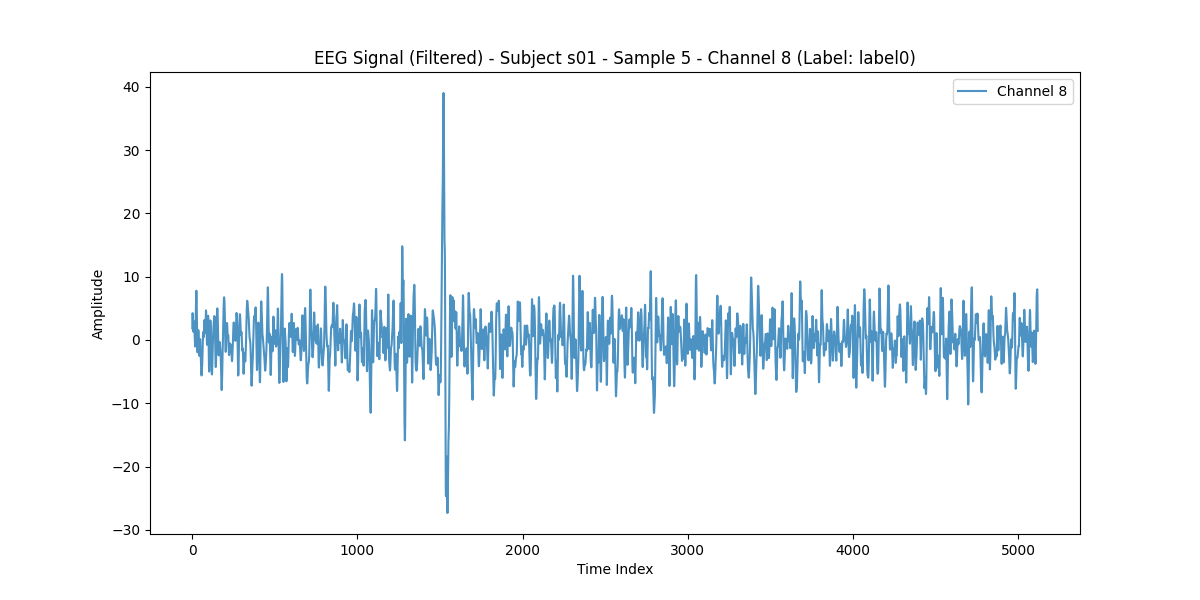 EEG Signal (Filtered) - Subject s01 - Sample 5 - Channel 8 (Label: label0)
Channel 8
40
30
20
10
0
−10
−20
−30
Amplitude
0 1000 2000 3000 4000 5000
Time Index